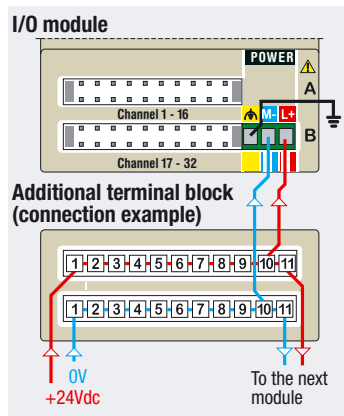 I/O module
POWER
A
Channel 1 - 16
M- L+
B
Channel 17 - 32
Additional terminal block
(connection example)
1 2 3 4 5 6 7 8 9 10 11
1 2 3 4 5 6 7 8 9 10 11
0V
+24Vdc
To the next
module